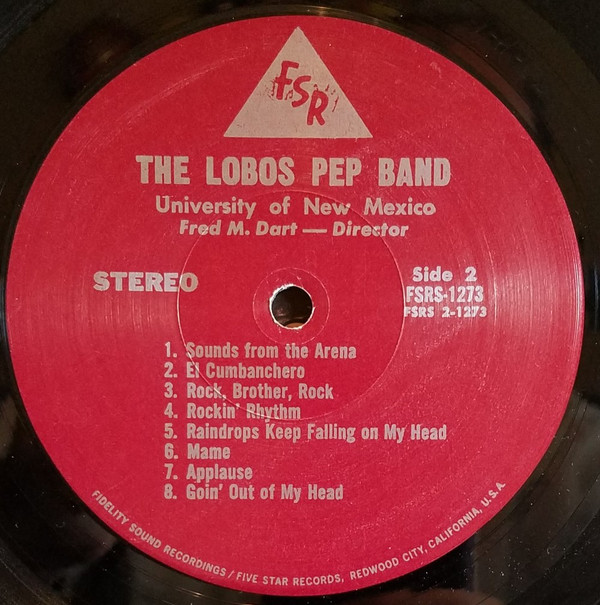 FSR
THE LOBOS PEP BAND
University of New Mexico
Fred M. Dart — Director
STEREO
Side 2
FSRS-1273
FSRS 2-1273
1. Sounds from the Arena
2. El Cumbanchero
3. Rock, Brother, Rock
4. Rockin' Rhythm
5. Raindrops Keep Falling on My Head
6. Mame
7. Applause
8. Goin' Out of My Head
FIDELITY SOUND RECORDINGS / FIVE STAR RECORDS, REDWOOD CITY, CALIFORNIA, U.S.A.